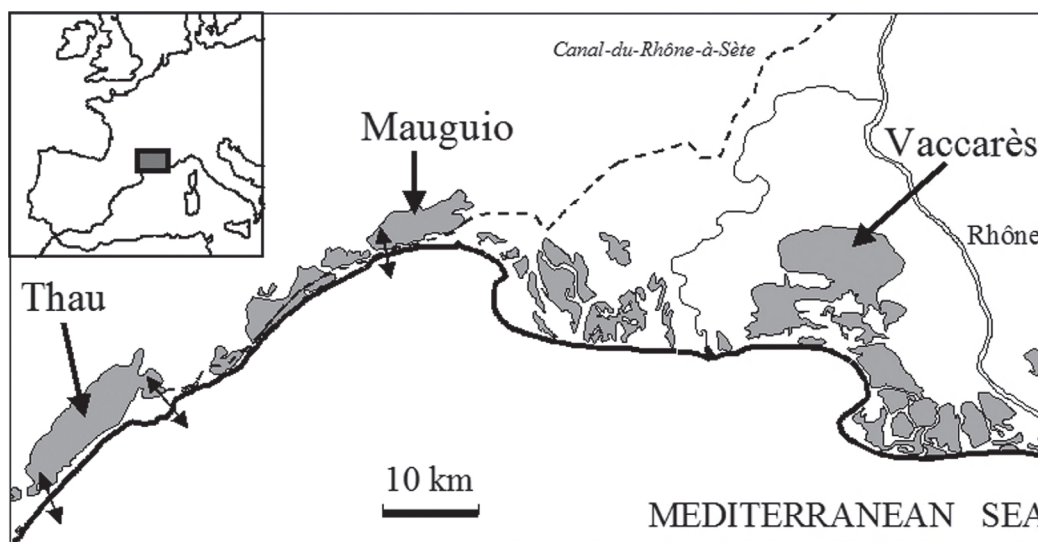 Canal-du-Rhône-à-Sète
Mauguio
Vaccarès
Rhône
Thau
10 km
MEDITERRANEAN SEA